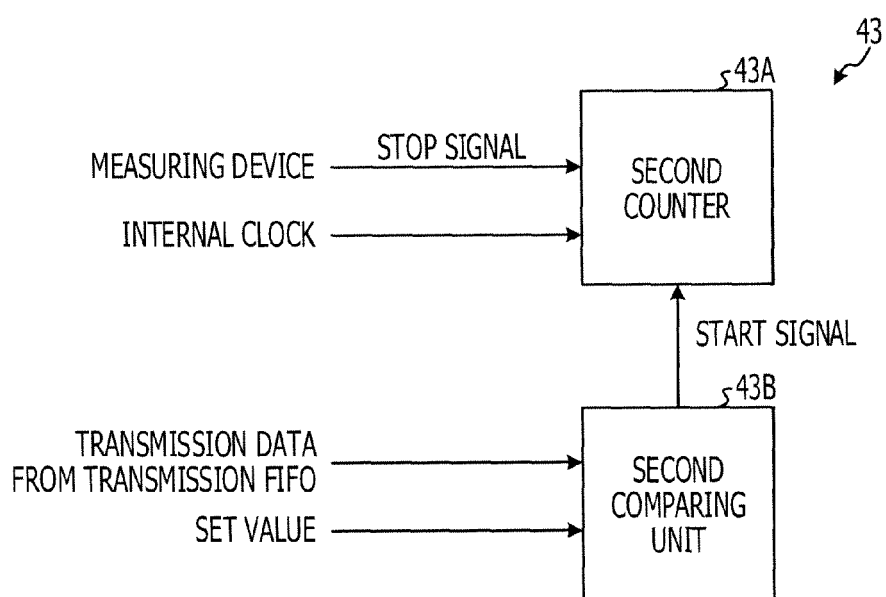 43
43A
MEASURING DEVICE
STOP SIGNAL
SECOND
COUNTER
INTERNAL CLOCK
START SIGNAL
43B
TRANSMISSION DATA
FROM TRANSMISSION FIFO
SECOND
COMPARING
UNIT
SET VALUE